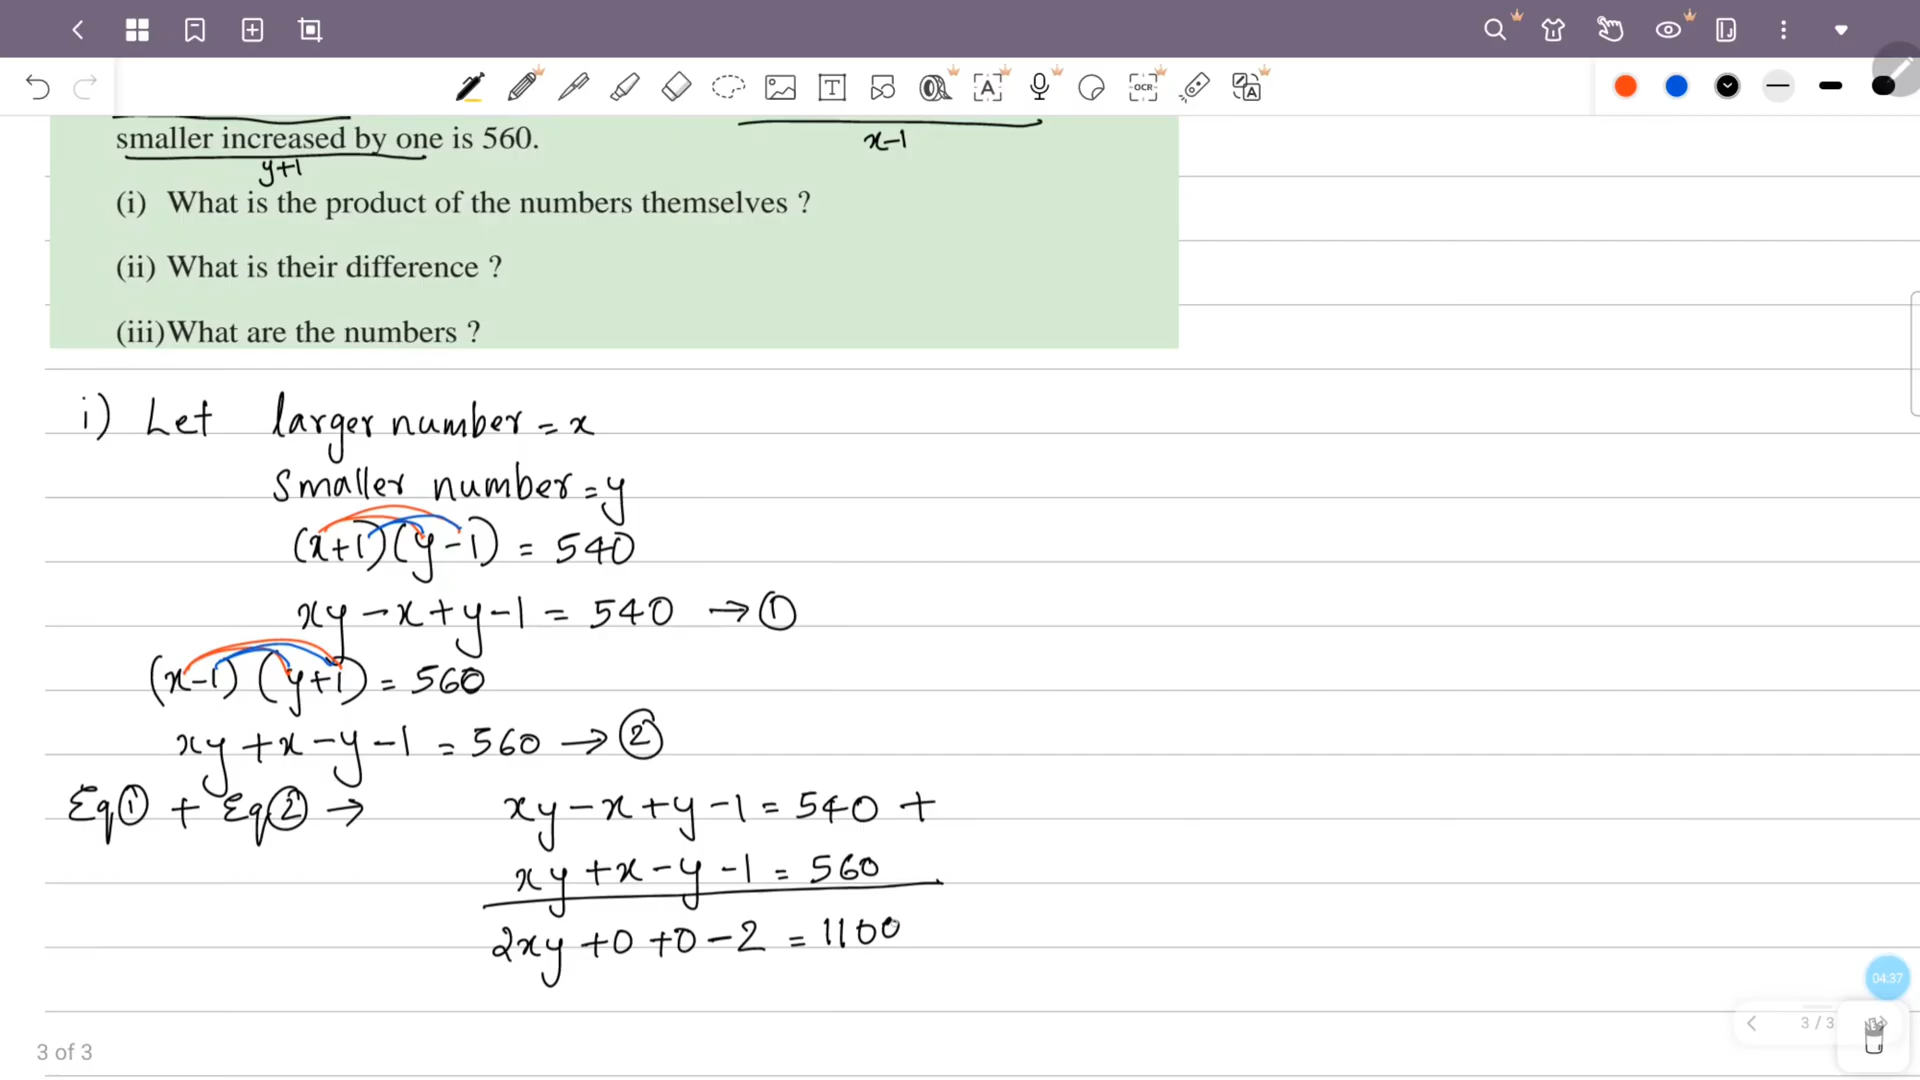 smaller increased by one is 560.
x-1
y+1
(i) What is the product of the numbers themselves ?
(ii) What is their difference ?
(iii) What are the numbers ?
i) Let larger number = x
Smaller number = y
(x+1)(y-1) = 540
xy -x+y-1 = 540 → ①
(x-1) (y+1) = 560
xy +x -y -1 = 560 → ②
Eq① + Eq② → xy -x +y -1 = 540 +
xy +x -y -1 = 560
2xy +0 +0 -2 = 1100
04:37
3 / 3
3 of 3